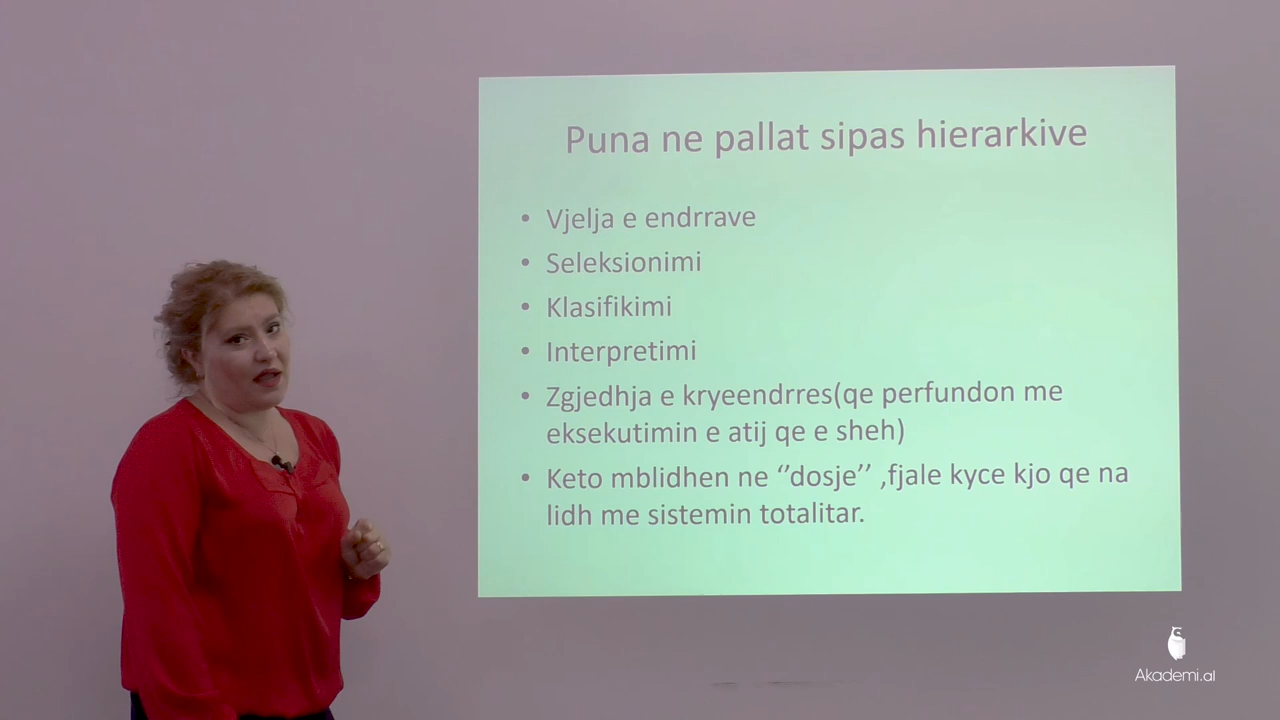 Puna ne pallat sipas hierarkive
• Vjelja e endrrave
• Seleksionimi
• Klasifikimi
• Interpretimi
• Zgjedhja e kryeendrres(qe perfundon me
eksekutimin e atij qe e sheh)
• Keto mblidhen ne ‘’dosje’’ ,fjale kyce kjo qe na
lidh me sistemin totalitar.
Akademi.al